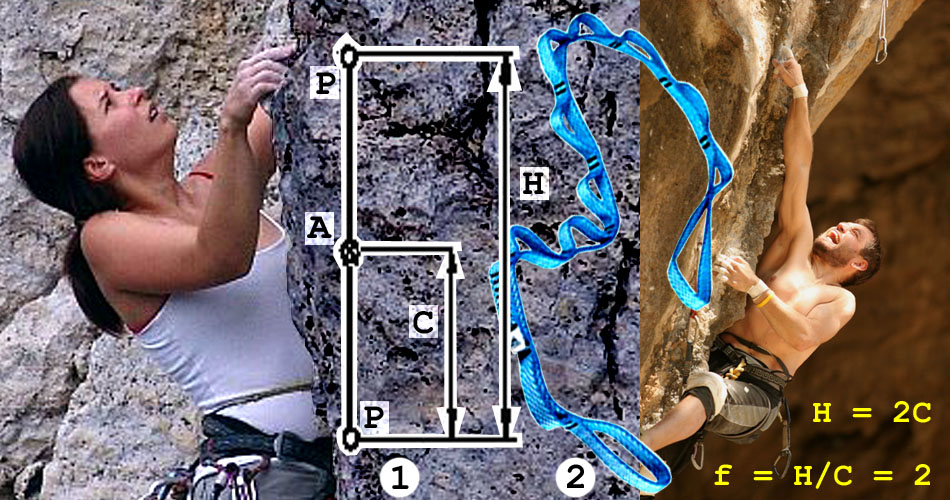 P
H
A
C
P
1
2
H = 2C
f = H/C = 2